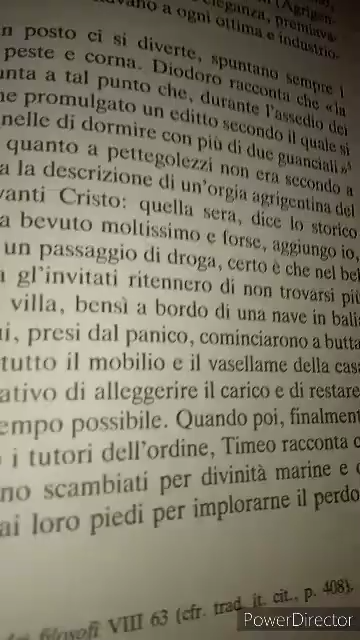 (Agrigen-
eleganza, premiava-
no a ogni ottima e industrio-
n posto ci si diverte, spuntano sempre i
peste e corna. Diodoro racconta che «la
unta a tal punto che, durante l'assedio dei
ne promulgato un editto secondo il quale si
nelle di dormire con più di due guanciali»⁵
quanto a pettegolezzi non era secondo a
a la descrizione di un'orgia agrigentina del
vanti Cristo: quella sera, dice lo storico
a bevuto moltissimo e forse, aggiungo io,
un passaggio di droga, certo è che nel bel
a gl'invitati ritennero di non trovarsi più
villa, bensì a bordo di una nave in balìa
i, presi dal panico, cominciarono a butta
tutto il mobilio e il vasellame della casa
ativo di alleggerire il carico e di restare
empo possibile. Quando poi, finalment
i tutori dell'ordine, Timeo racconta c
no scambiati per divinità marine e
ai loro piedi per implorarne il perdo
filosofi VIII 63 (cfr. trad. it. cit., p. 408).
PowerDirector